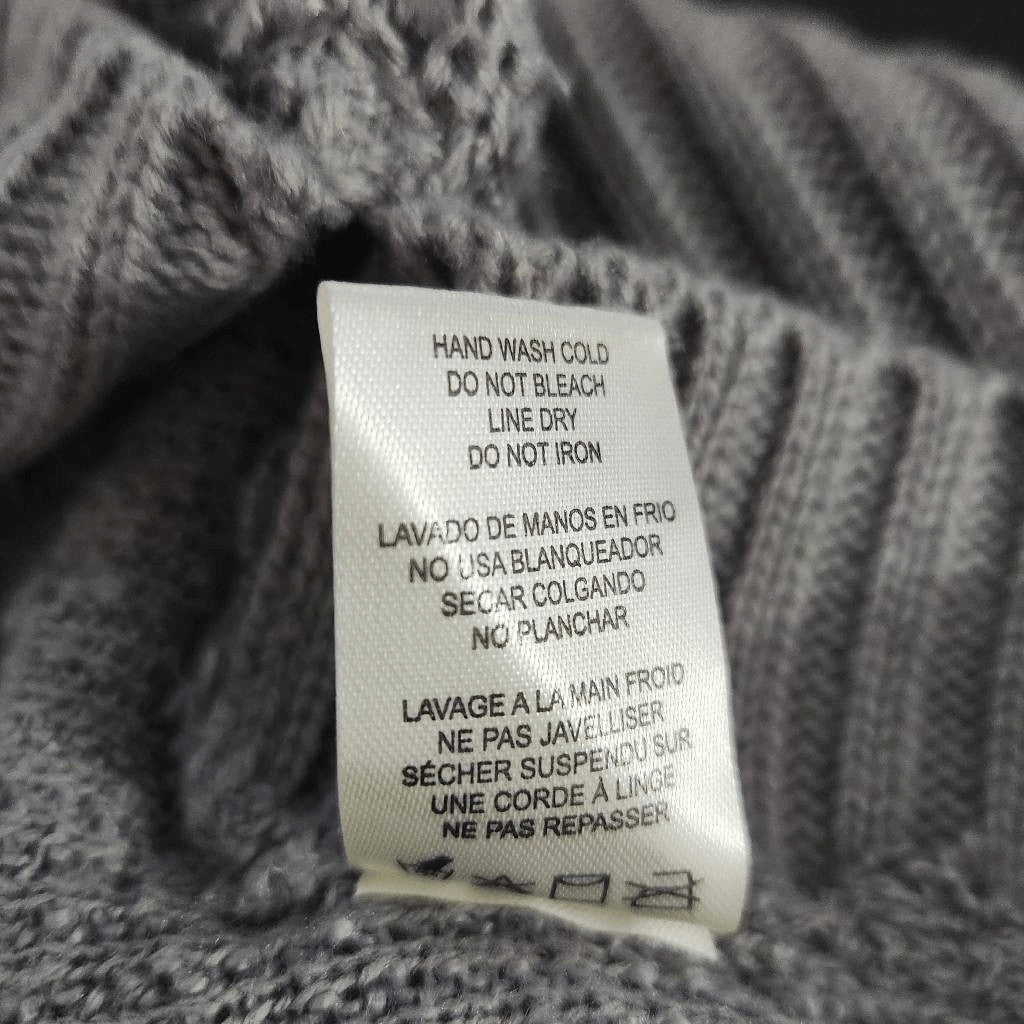 HAND WASH COLD
DO NOT BLEACH
LINE DRY
DO NOT IRON
LAVADO DE MANOS EN FRIO
NO USA BLANQUEADOR
SECAR COLGANDO
NO PLANCHAR
LAVAGE A LA MAIN FROID
NE PAS JAVELLISER
SÉCHER SUSPENDU SUR
UNE CORDE À LINGE
NE PAS REPASSER